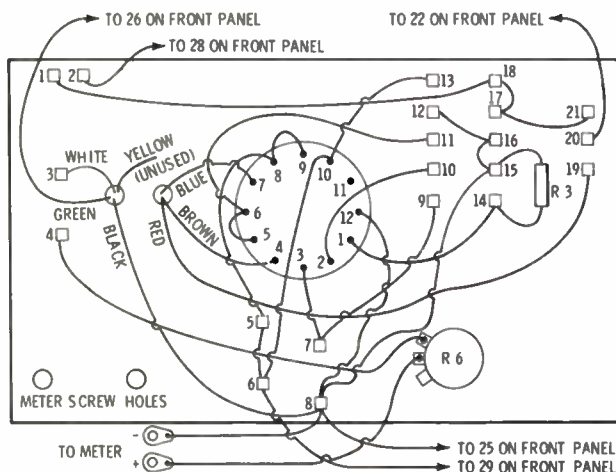 TO 26 ON FRONT PANEL
TO 22 ON FRONT PANEL
TO 28 ON FRONT PANEL
1
2
13
18
17
12
21
11
16
20
WHITE
YELLOW
(UNUSED)
9
10
8
7
11
3
BLUE
10
15
19
R 3
GREEN
6
12
9
14
BROWN
RED
BLACK
5
4
3
2
1
4
5
7
R 6
6
8
METER SCREW HOLES
-
TO METER
+
TO 25 ON FRONT PANEL
TO 29 ON FRONT PANEL